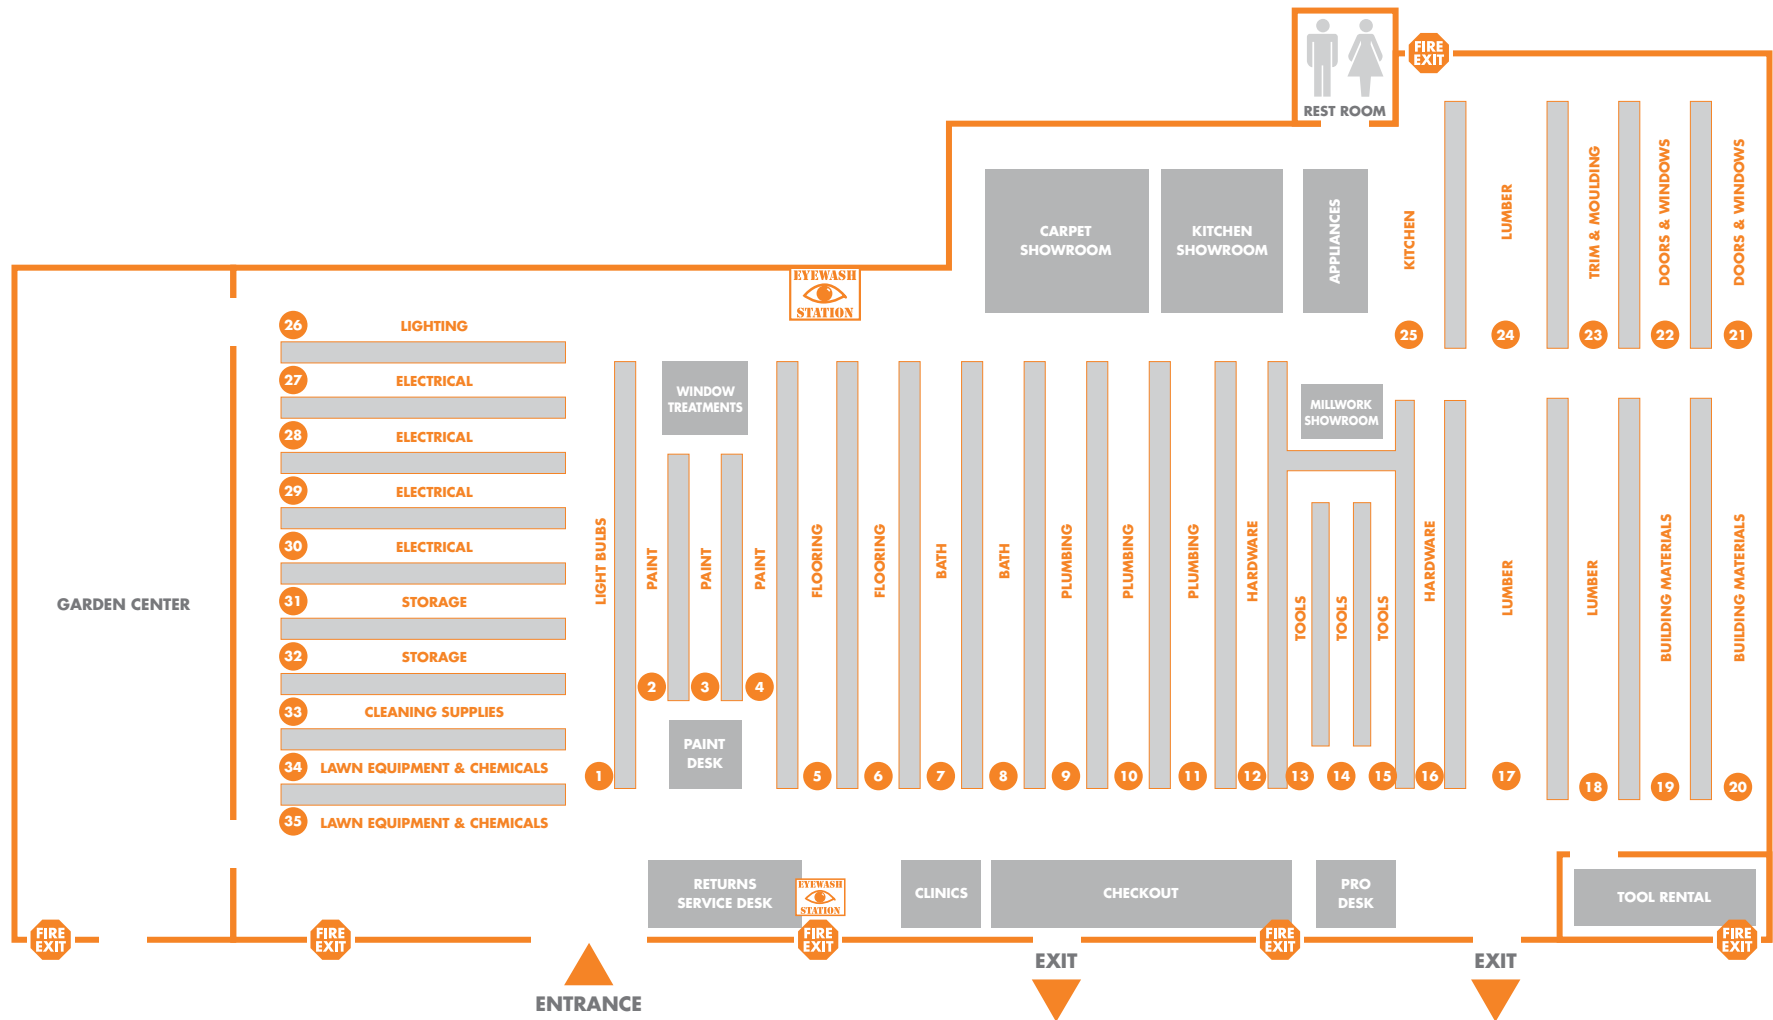 FIRE
EXIT
REST ROOM
CARPET
SHOWROOM
KITCHEN
SHOWROOM
APPLIANCES
KITCHEN
LUMBER
TRIM & MOULDING
DOORS & WINDOWS
DOORS & WINDOWS
25
24
23
22
21
EYEWASH
STATION
26 LIGHTING
27 ELECTRICAL
28 ELECTRICAL
29 ELECTRICAL
30 ELECTRICAL
31 STORAGE
32 STORAGE
33 CLEANING SUPPLIES
34 LAWN EQUIPMENT & CHEMICALS
35 LAWN EQUIPMENT & CHEMICALS
GARDEN CENTER
WINDOW
TREATMENTS
MILLWORK
SHOWROOM
LIGHT BULBS
PAINT
PAINT
PAINT
FLOORING
FLOORING
BATH
BATH
PLUMBING
PLUMBING
PLUMBING
HARDWARE
TOOLS
TOOLS
TOOLS
HARDWARE
LUMBER
LUMBER
BUILDING MATERIALS
BUILDING MATERIALS
2
3
4
PAINT
DESK
1
5
6
7
8
9
10
11
12
13
14
15
16
17
18
19
20
RETURNS
SERVICE DESK
EYEWASH
STATION
CLINICS
CHECKOUT
PRO
DESK
TOOL RENTAL
FIRE
EXIT
FIRE
EXIT
FIRE
EXIT
FIRE
EXIT
FIRE
EXIT
ENTRANCE
EXIT
EXIT